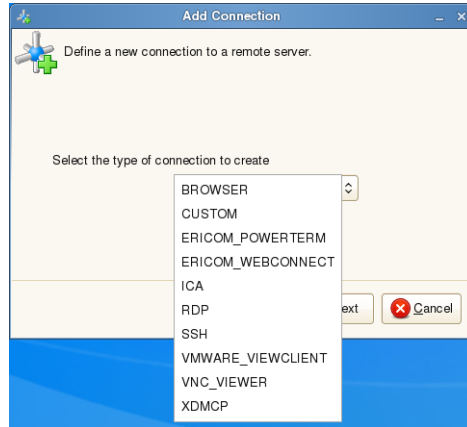 Add Connection
Define a new connection to a remote server.
Select the type of connection to create
BROWSER
CUSTOM
ERICOM_POWERTERM
ERICOM_WEBCONNECT
ICA
RDP
SSH
VMWARE_VIEWCLIENT
VNC_VIEWER
XDMCP
ext
Cancel